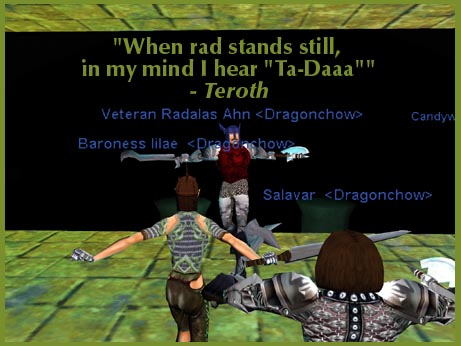 "When rad stands still,
in my mind I hear "Ta-Daaa""
- Teroth
Veteran Radalas Ahn <Dragonchow>
Candyw
Baroness lilae <Dragonchow>
Salavar <Dragonchow>